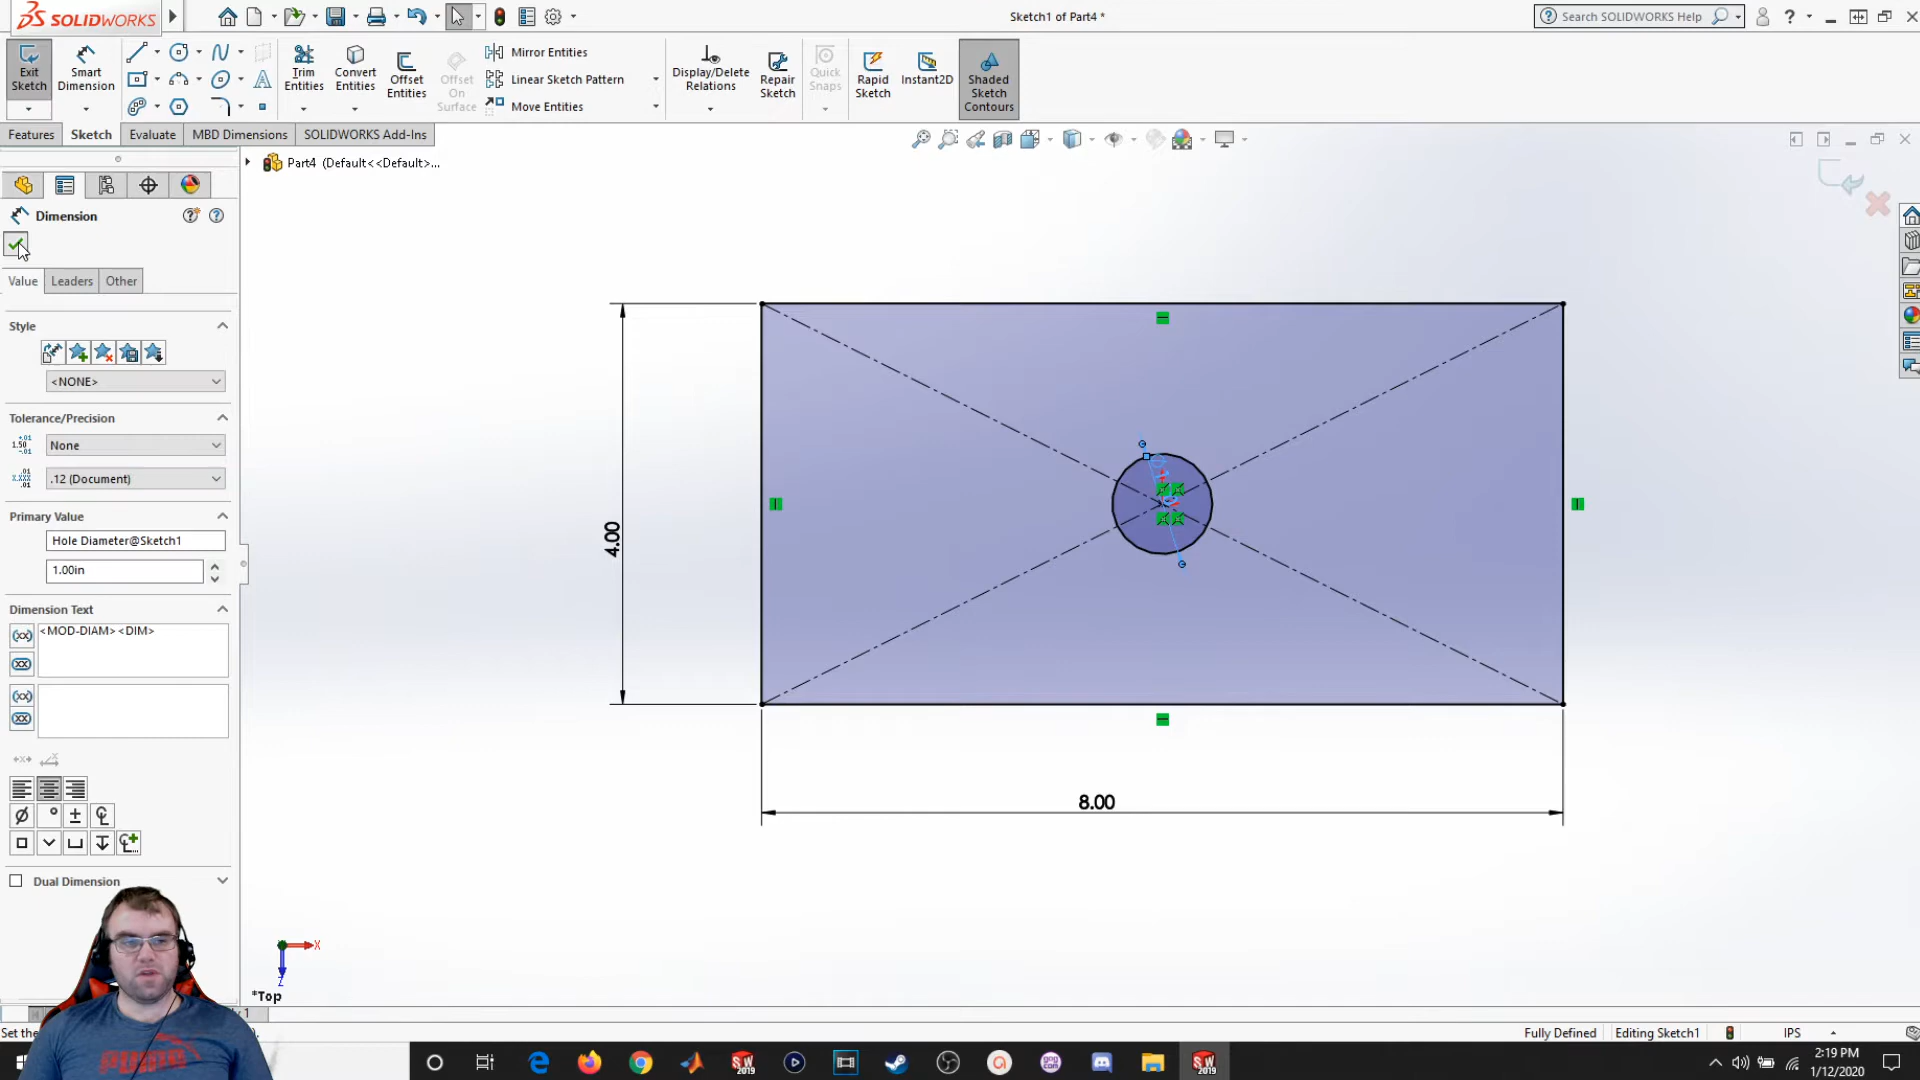 SOLIDWORKS
Sketch1 of Part4 *
Search SOLIDWORKS Help
Exit
Sketch
Smart
Dimension
Trim
Entities
Convert
Entities
Offset
Entities
Offset
On
Surface
Mirror Entities
Linear Sketch Pattern
Move Entities
Display/Delete
Relations
Repair
Sketch
Quick
Snaps
Rapid
Sketch
Instant2D
Shaded
Sketch
Contours
Features
Sketch
Evaluate
MBD Dimensions
SOLIDWORKS Add-Ins
Part4 (Default<<Default>...
Dimension
Value
Leaders
Other
Style
<NONE>
Tolerance/Precision
None
.12 (Document)
Primary Value
Hole Diameter@Sketch1
1.00in
Dimension Text
<MOD-DIAM><DIM>
Dual Dimension
4.00
8.00
X
Z
*Top
Set the
Fully Defined
Editing Sketch1
IPS
2:19 PM
1/12/2020
PUMA